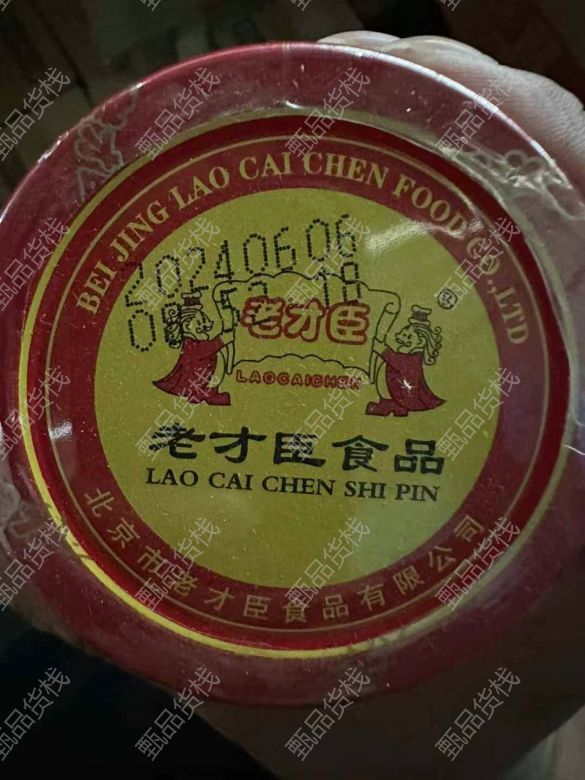 BEI JING LAO CAI CHEN FOOD CO.,LTD
20240606
老才臣
®
LAOCAICHEN
老才臣食品
LAO CAI CHEN SHI PIN
北京市老才臣食品有限公司
甄品货栈